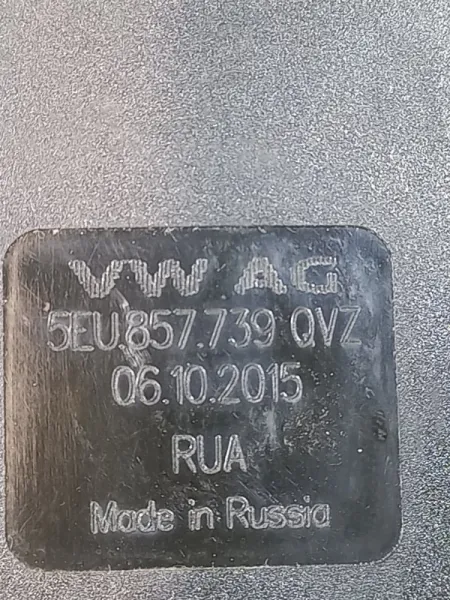 VW AG
5EU.857.739 QVZ
06.10.2015
RUA
Made in Russia